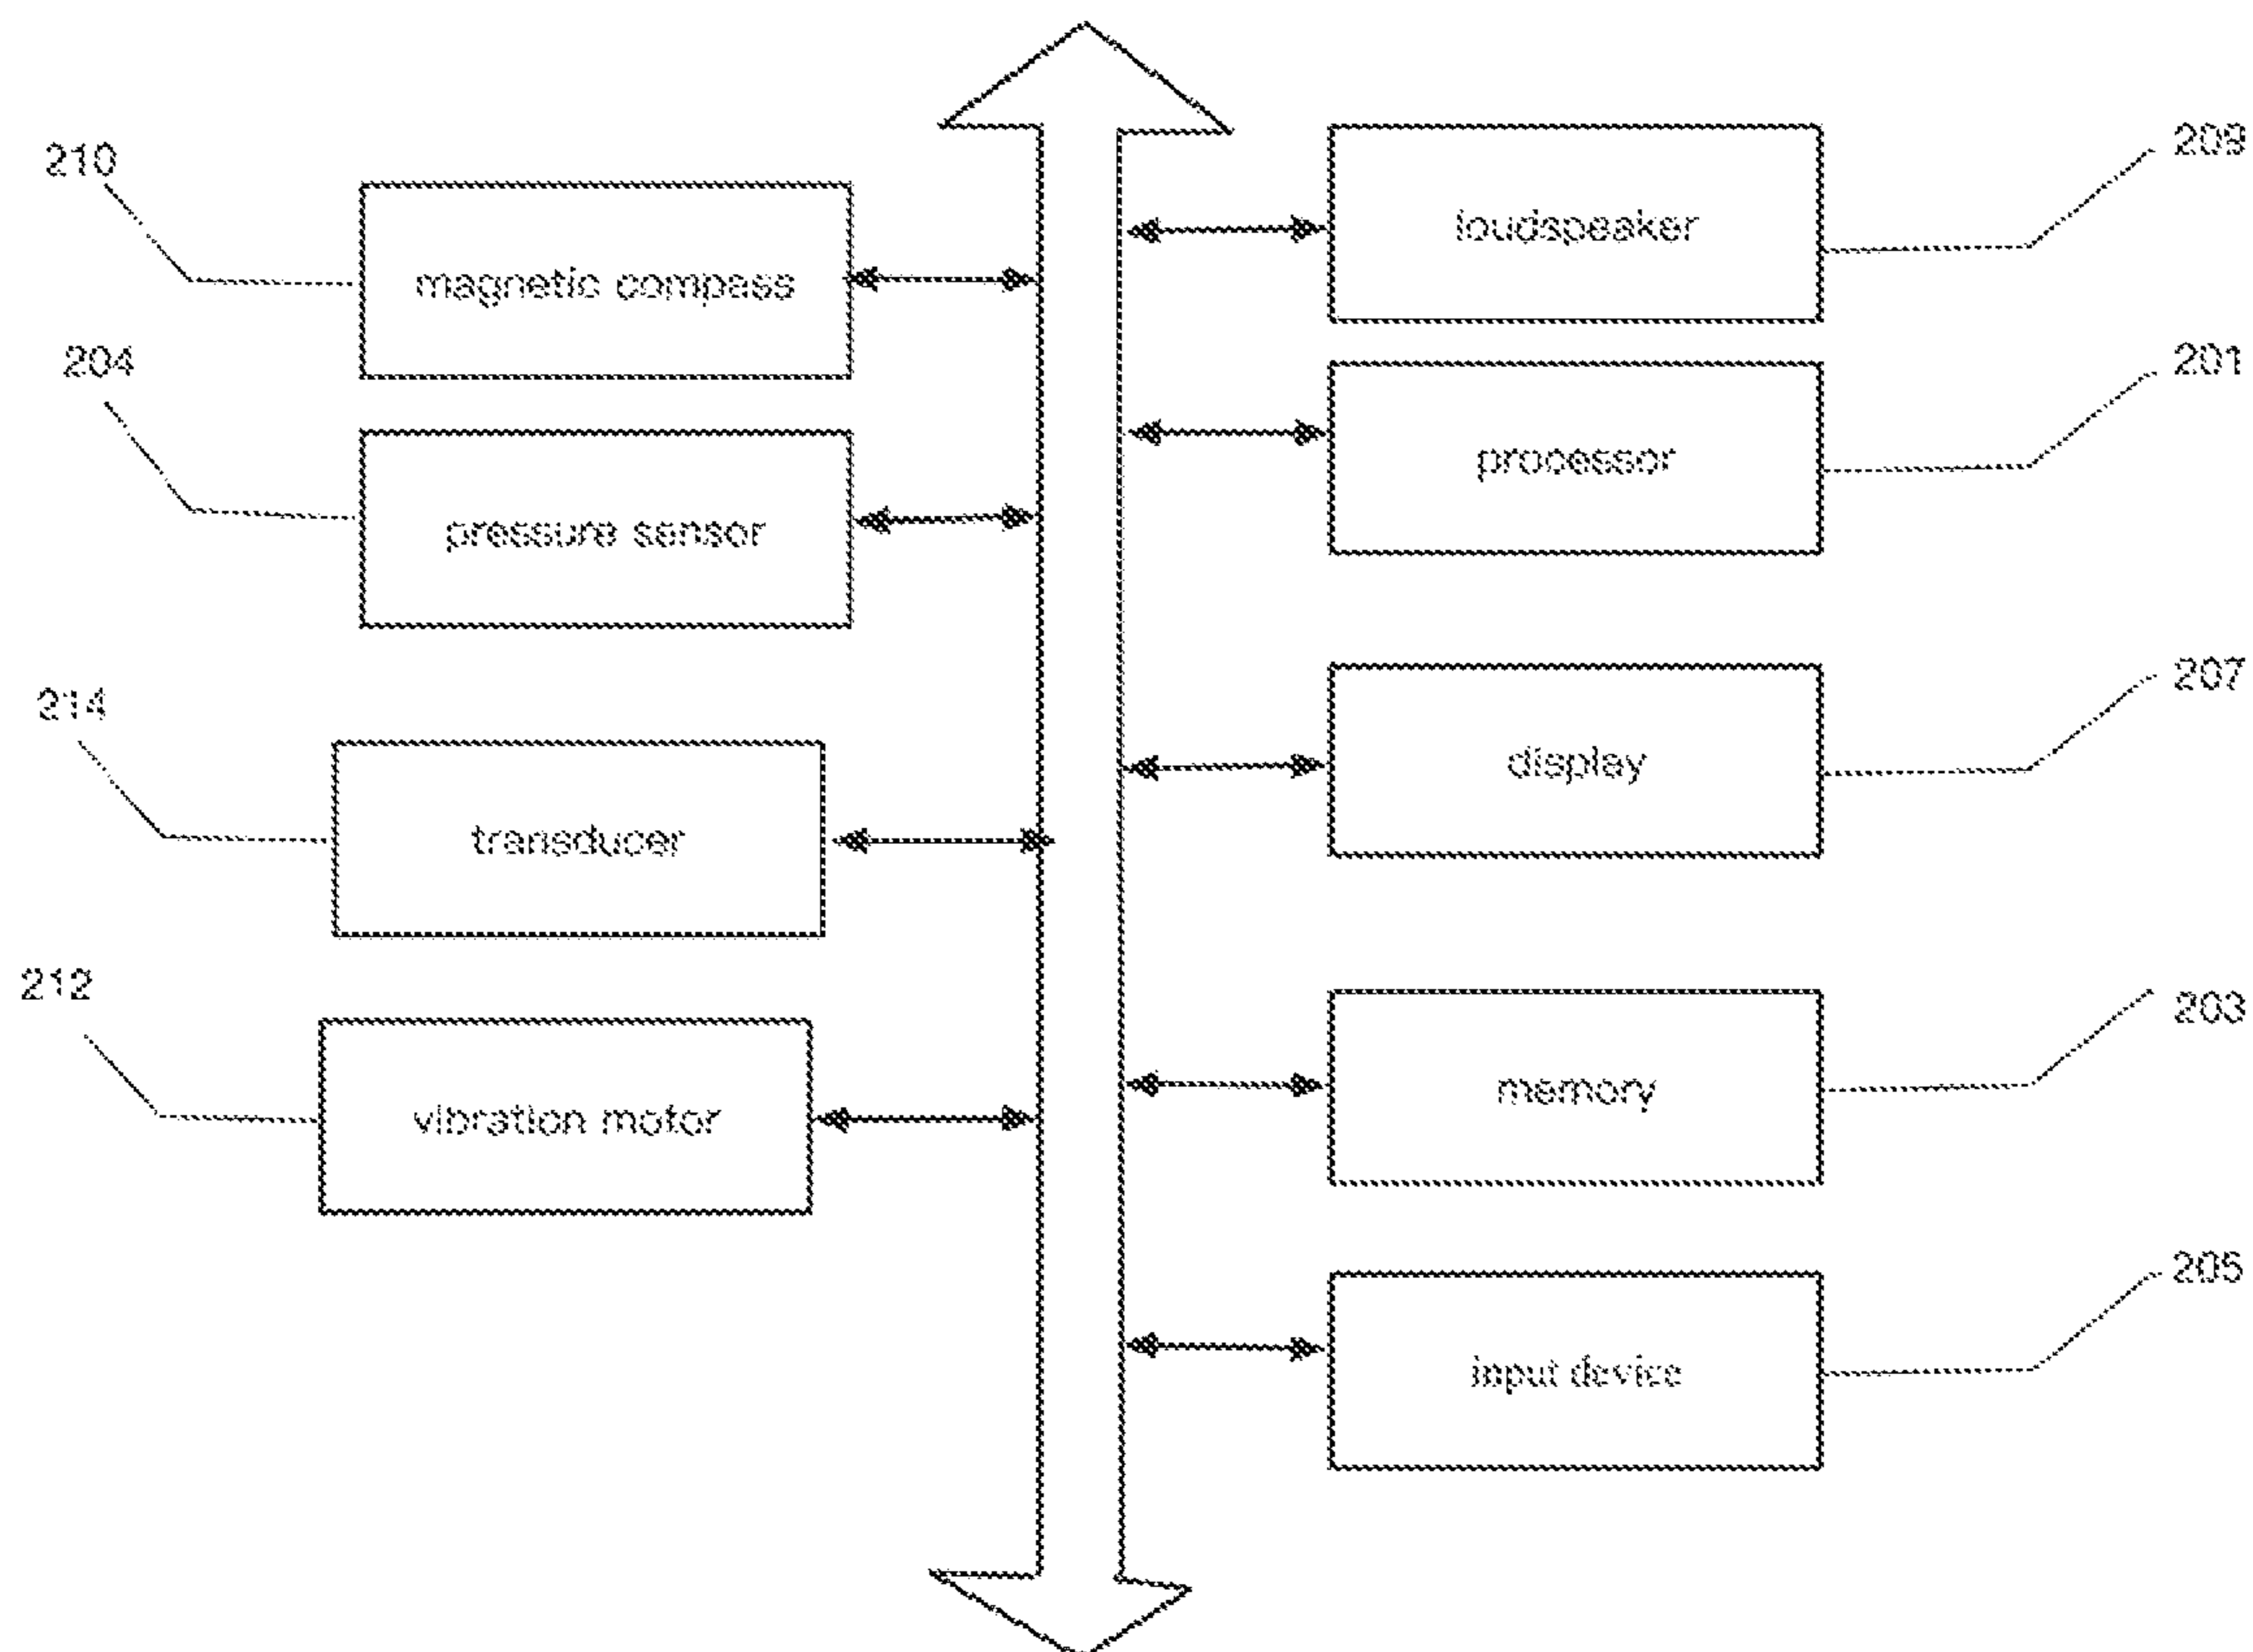 210
magnetic compass
204
pressure sensor
214
transducer
212
vibration motor
loudspeaker
209
processor
201
display
207
memory
203
input device
205